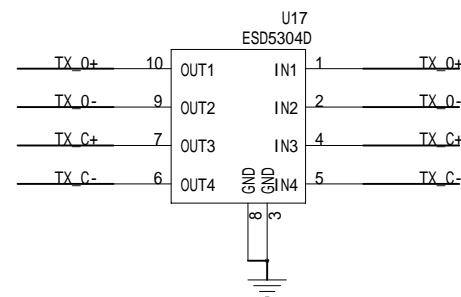 U17
ESD5304D
TX_0+ 10 OUT1 IN1 1 TX_0+
TX_0- 9 OUT2 IN2 2 TX_0-
TX_C+ 7 OUT3 IN3 4 TX_C+
TX_C- 6 OUT4 GND GND IN4 5 TX_C-
8 3